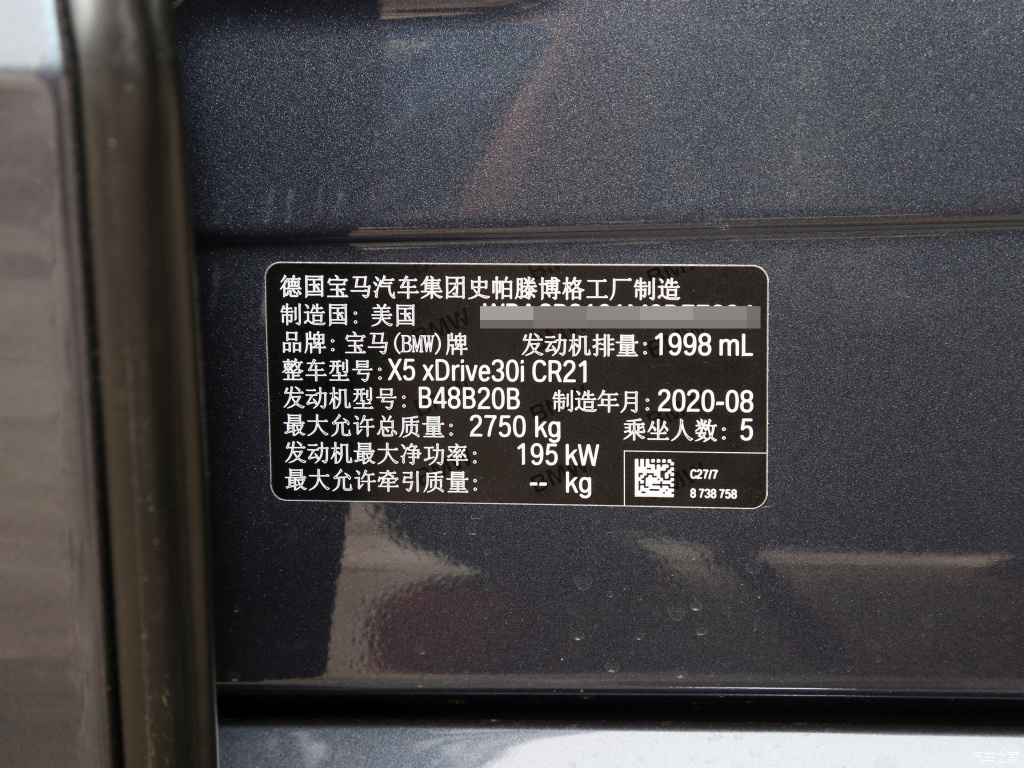 德国宝马汽车集团史帕滕博格工厂制造
制造国：美国
品牌：宝马(BMW)牌 发动机排量：1998 mL
整车型号：X5 xDrive30i CR21
发动机型号：B48B20B 制造年月：2020-08
最大允许总质量：2750 kg 乘坐人数：5
发动机最大净功率：195 kW
最大允许牵引质量：-- kg
C27/7
8 738 758
汽车之家